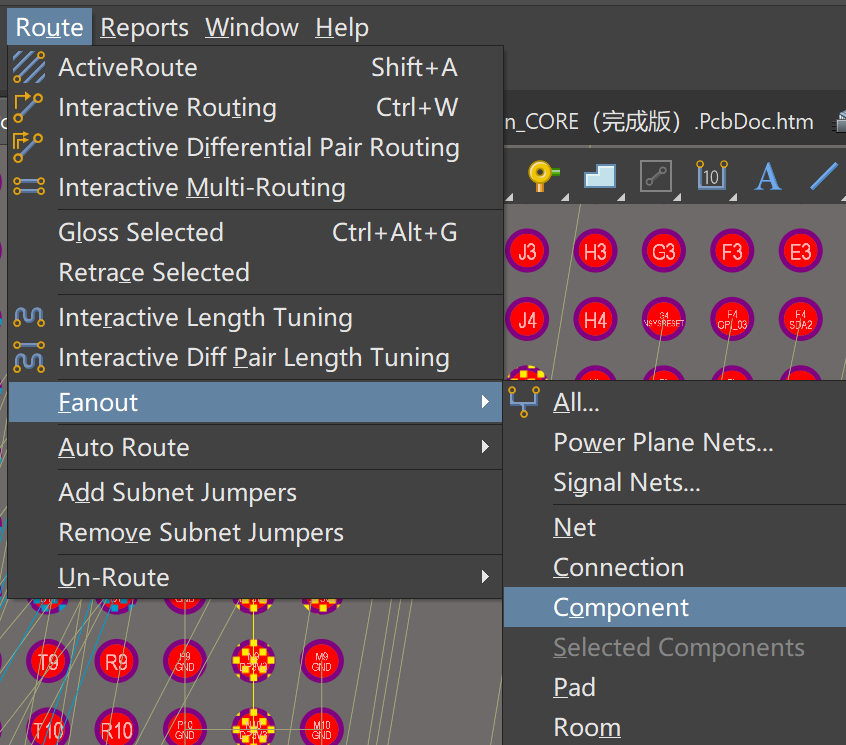 Route Reports Window Help
ActiveRoute Shift+A
Interactive Routing Ctrl+W
n_CORE（完成版）.PcbDoc.htm
Interactive Differential Pair Routing
Interactive Multi-Routing
10 A
Gloss Selected Ctrl+Alt+G
Retrace Selected
J3 H3 G3 F3 E3
Interactive Length Tuning
J4 H4 G4 NSYSRESET F4 CPI_03 E4 SDA2
Interactive Diff Pair Length Tuning
Fanout
All...
Auto Route
Power Plane Nets...
Add Subnet Jumpers
Signal Nets...
Remove Subnet Jumpers
Net
Un-Route
Connection
Component
Selected Components
Pad
Room
T9 R9 GND M9 GND
T10 R10 P10 GND M10 GND